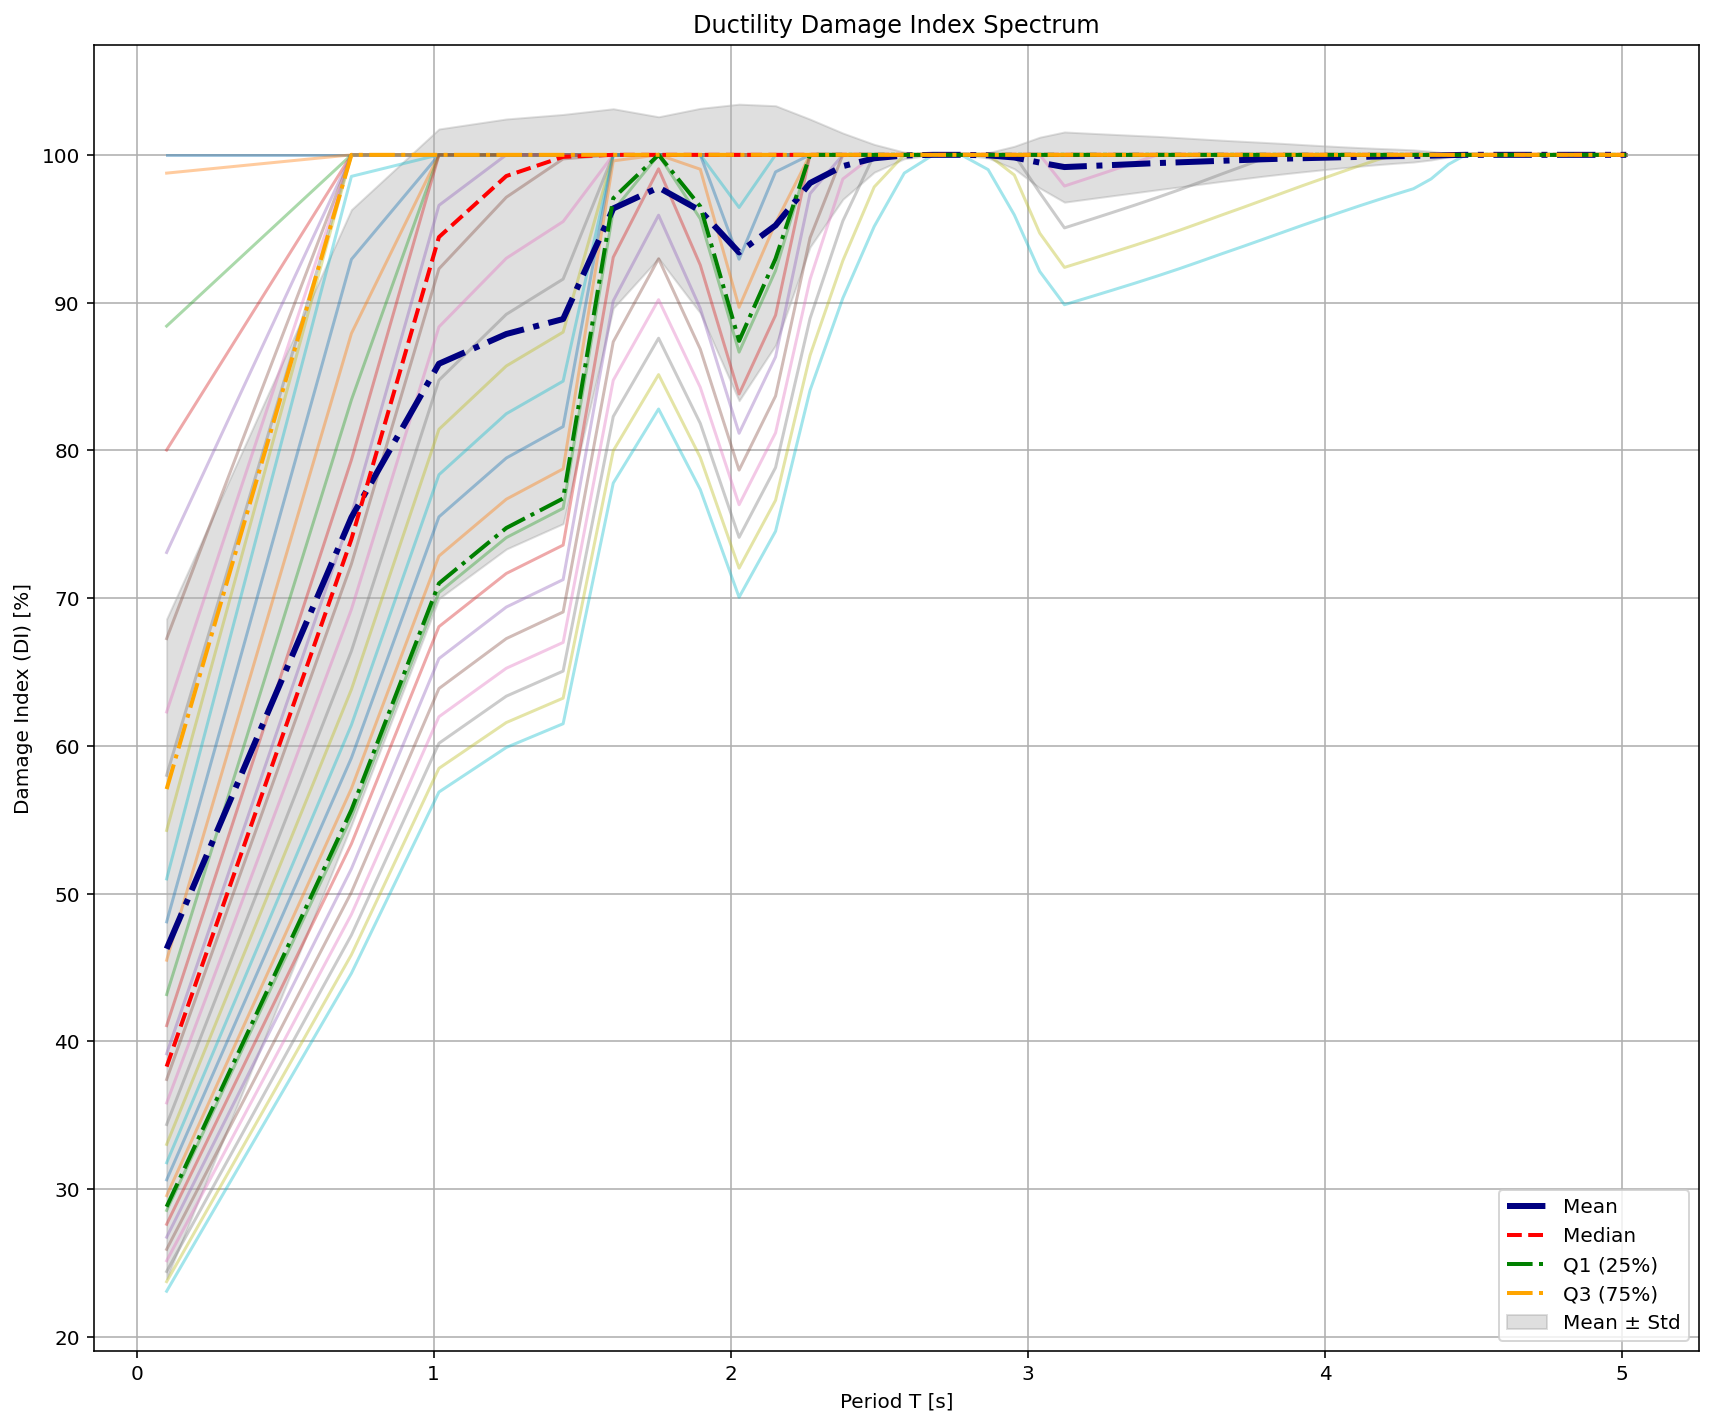 Ductility Damage Index Spectrum
Damage Index (DI) [%]
100
90
80
70
60
50
40
30
20
0 1 2 3 4 5
Period T [s]
Mean
Median
Q1 (25%)
Q3 (75%)
Mean ± Std